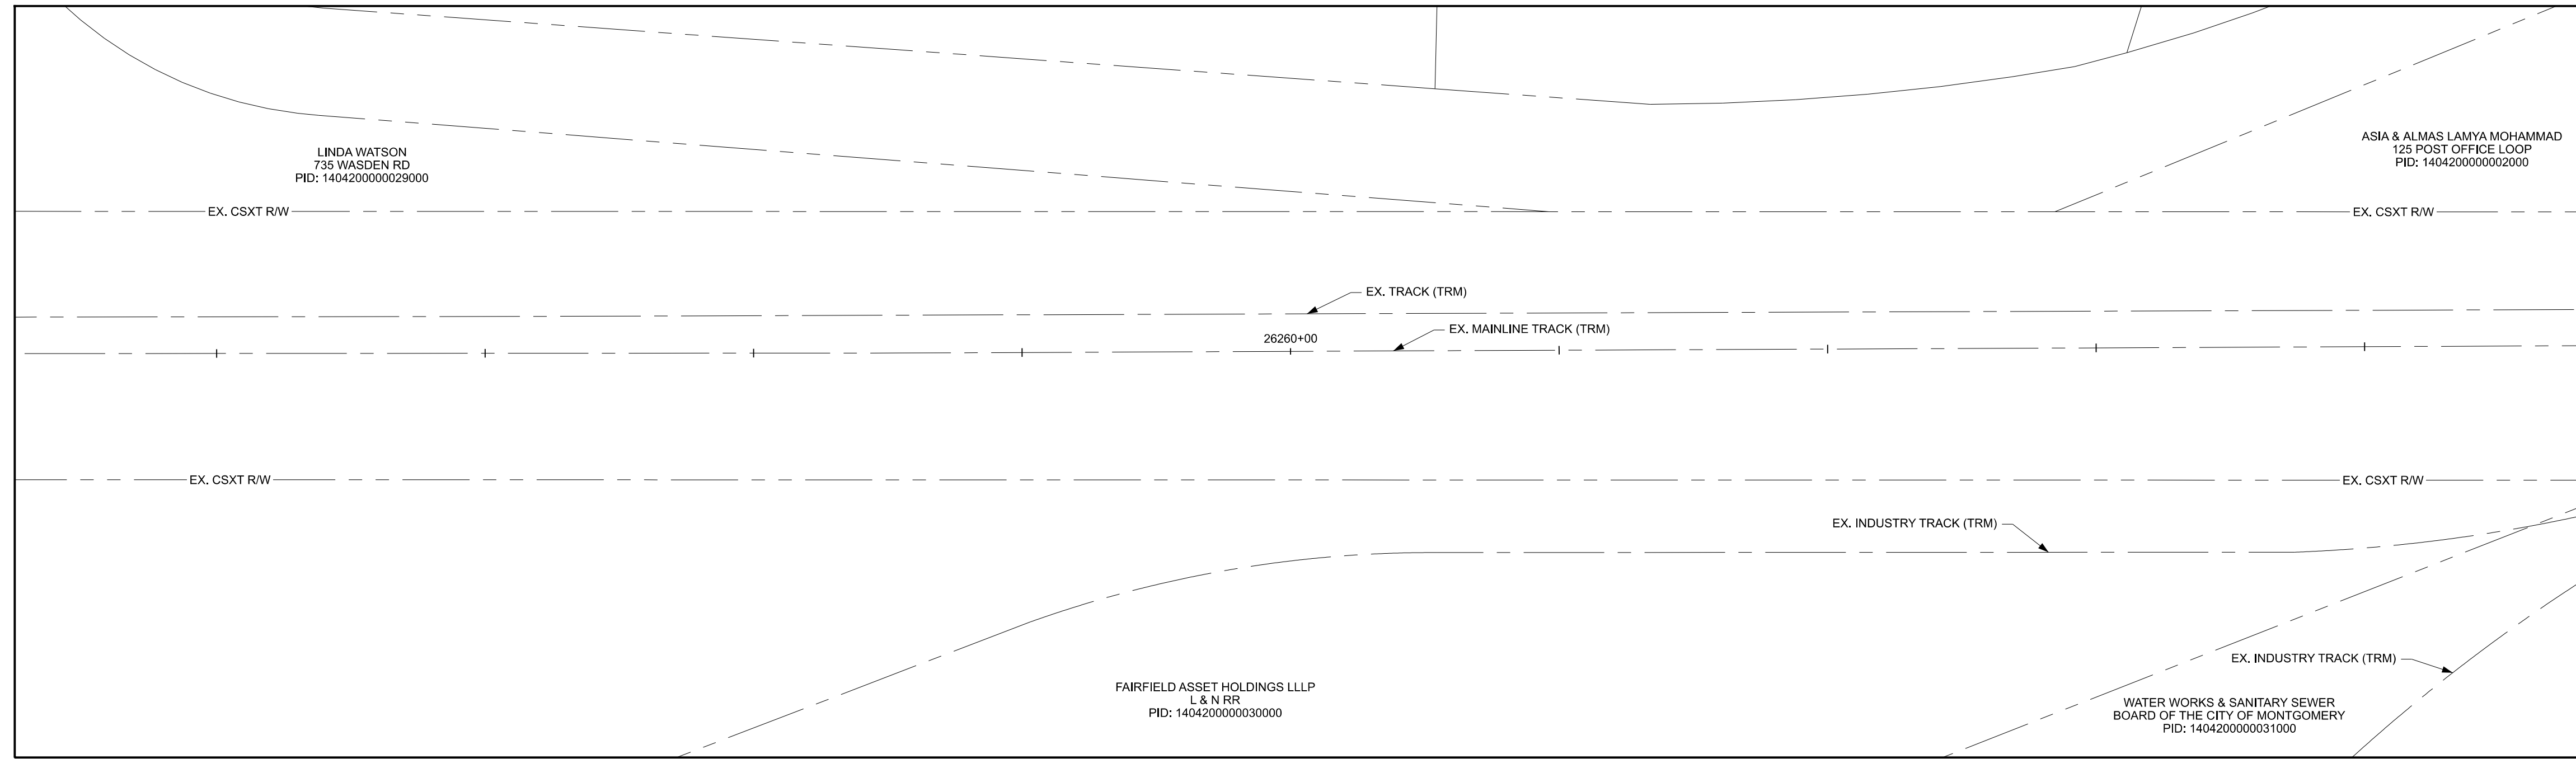 LINDA WATSON
735 WASDEN RD
PID: 1404200000029000
ASIA & ALMAS LAMYA MOHAMMAD
125 POST OFFICE LOOP
PID: 1404200000002000
EX. CSXT R/W
EX. CSXT R/W
EX. TRACK (TRM)
EX. MAINLINE TRACK (TRM)
26260+00
EX. CSXT R/W
EX. CSXT R/W
EX. INDUSTRY TRACK (TRM)
EX. INDUSTRY TRACK (TRM)
FAIRFIELD ASSET HOLDINGS LLLP
L & N RR
PID: 1404200000030000
WATER WORKS & SANITARY SEWER
BOARD OF THE CITY OF MONTGOMERY
PID: 1404200000031000